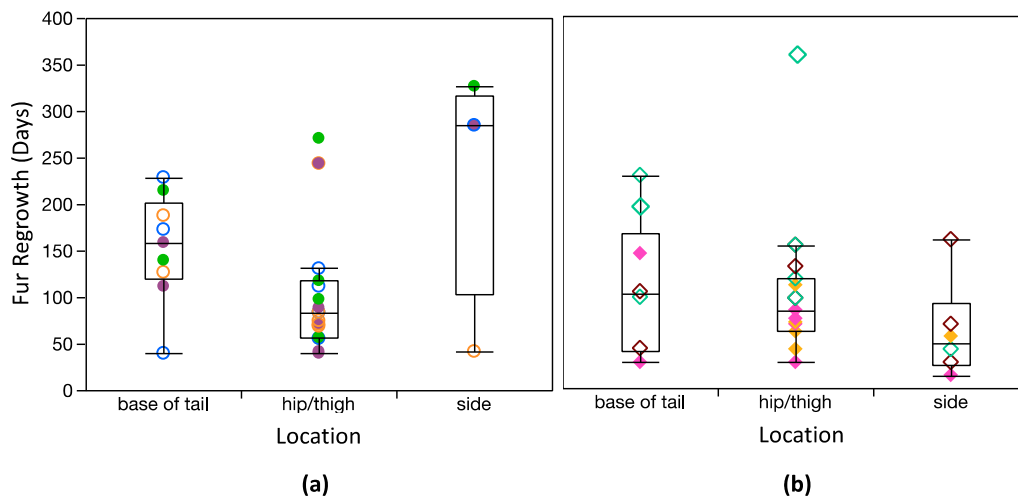 Fur Regrowth (Days)
400
350
300
250
200
150
100
50
0
base of tail hip/thigh side
Location
(a)
base of tail hip/thigh side
Location
(b)